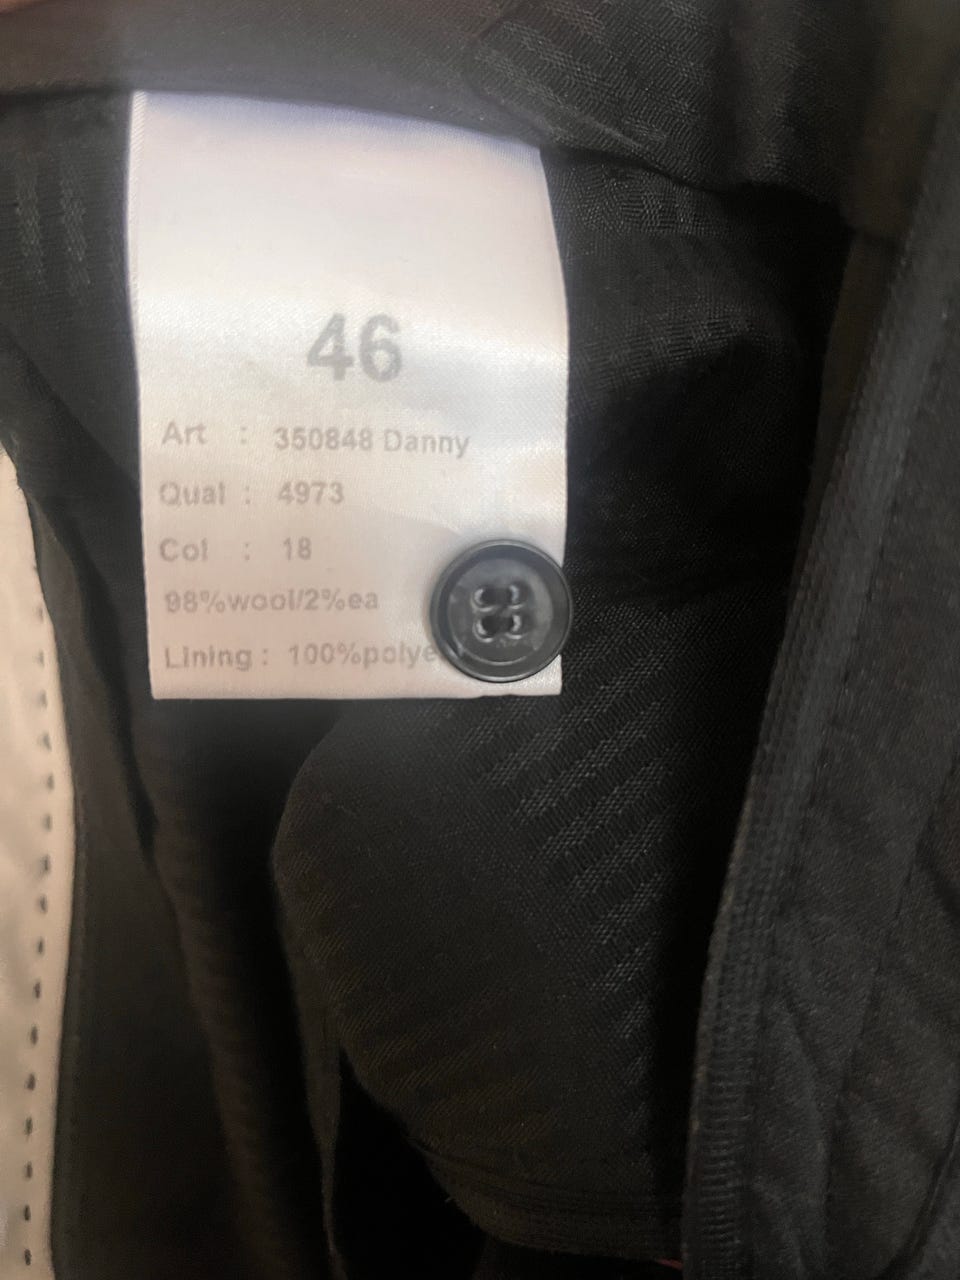 46
Art : 350848 Danny
Qual : 4973
Col : 18
98%wool/2%ea
Lining : 100%polye